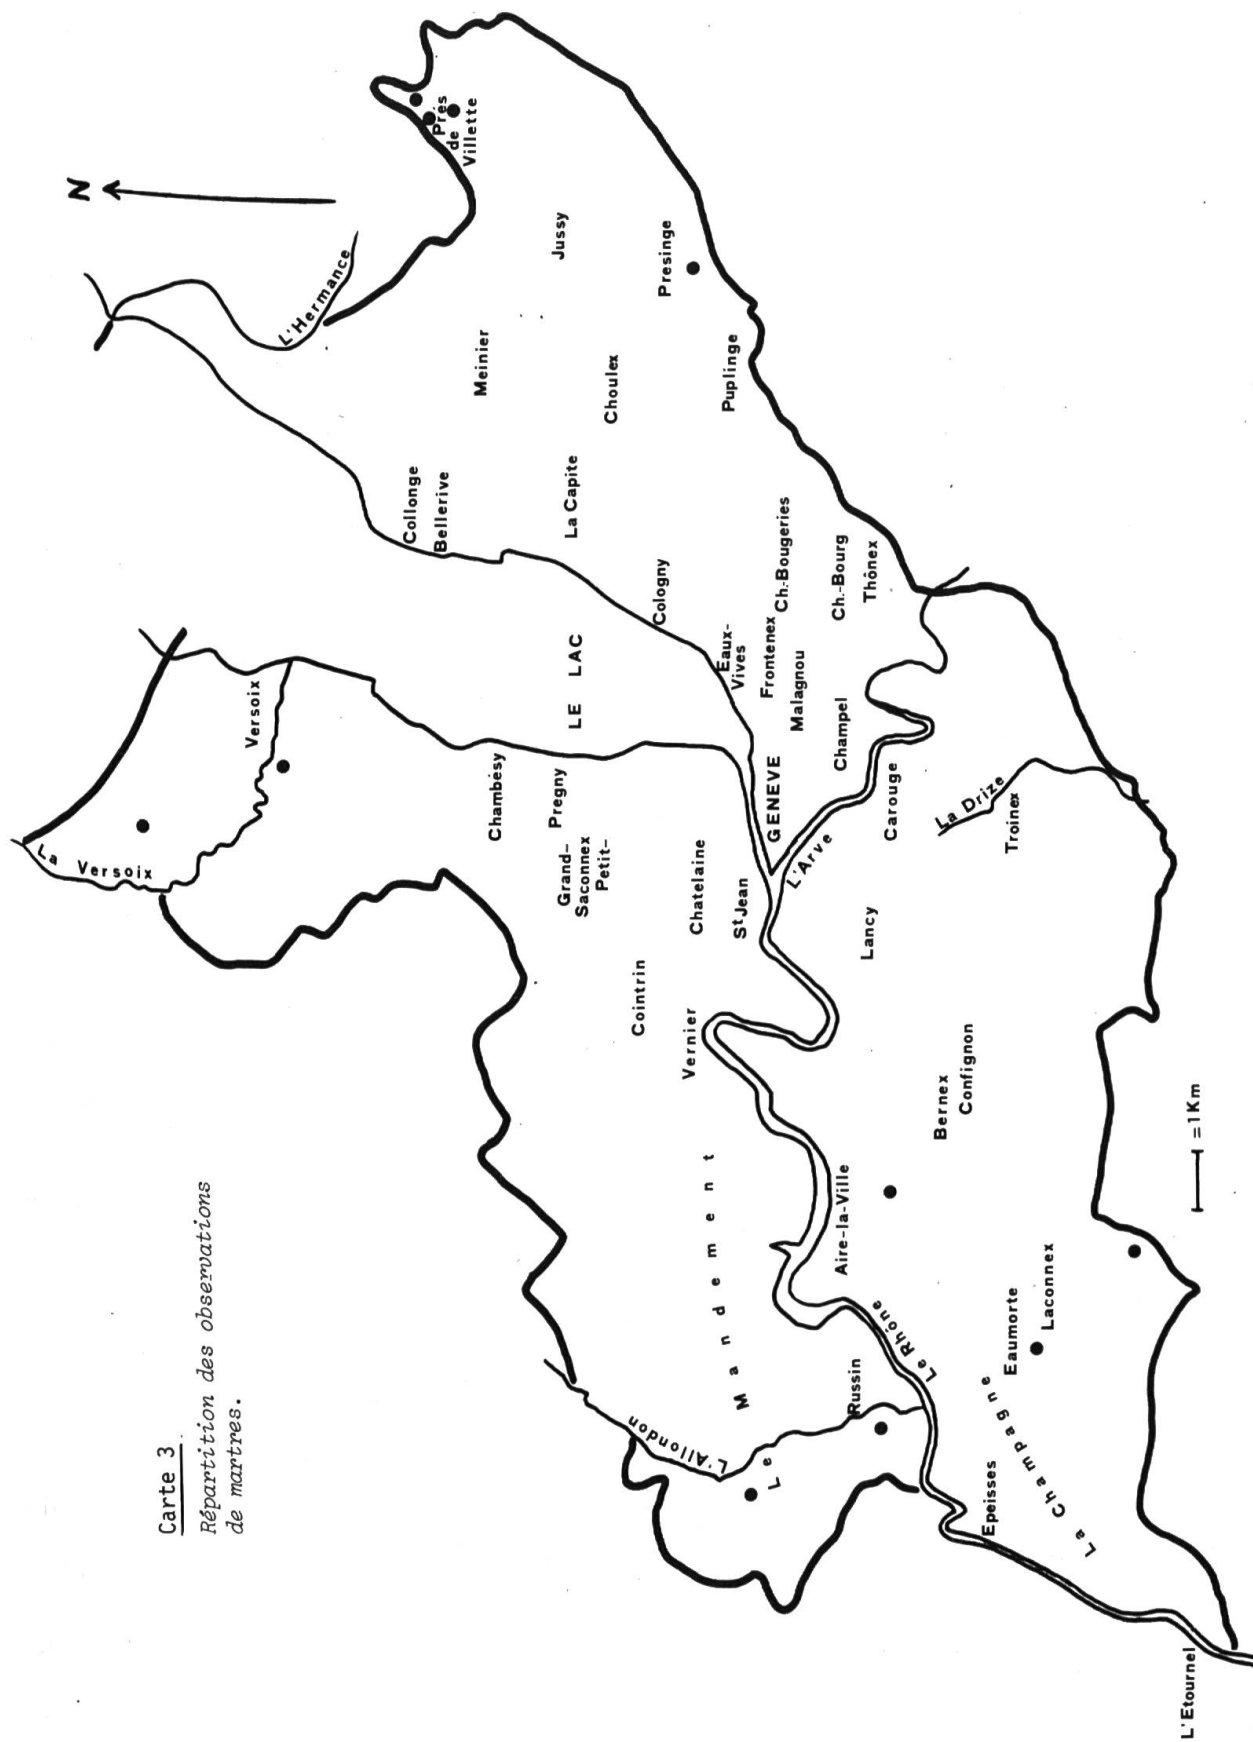 Carte 3
Répartition des observations
de martres.
N
La Versoix
Versoix
L'Hermance
Près
de
Villette
Jussy
Presinge
Meinier
Choulex
Puplinge
Collonge
Bellerive
La Capite
Cologny
LE LAC
Chambésy
Pregny
Grand-
Saconnex
Petit-
Eaux-
Vives
Frontenex
Malagnou
Ch.-Bougeries
Ch.-Bourg
Thônex
Champel
GENEVE
Carouge
L'Arve
La Drize
Troinex
Chatelaine
St Jean
Cointrin
Vernier
Lancy
Bernex
Confignon
Mandement
Le
L'Allondon
Russin
Le Rhône
Aire-la-Ville
Laconnex
Eaumorte
La Champagne
Epeisses
L'Etournel
=1Km